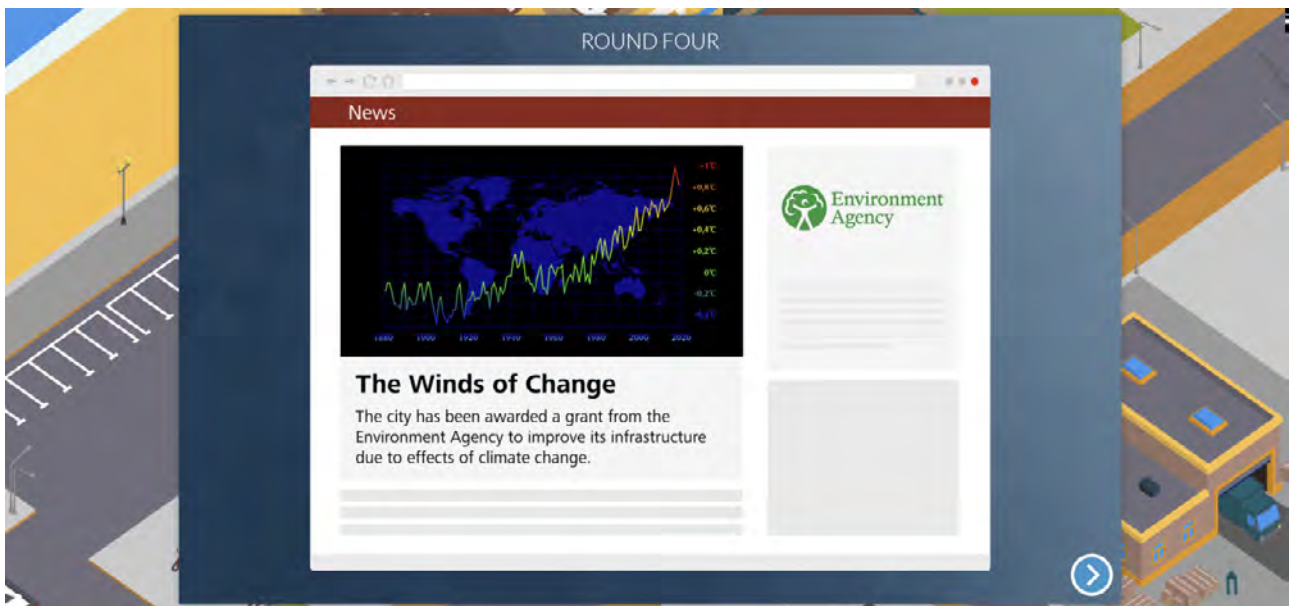 ROUND FOUR
News
+1°C
+0,8°C
+0,6°C
+0,4°C
+0,2°C
0°C
-0,2°C
1880 1900 1920 1940 1960 1980 2000 2020
Environment
Agency
The Winds of Change
The city has been awarded a grant from the
Environment Agency to improve its infrastructure
due to effects of climate change.